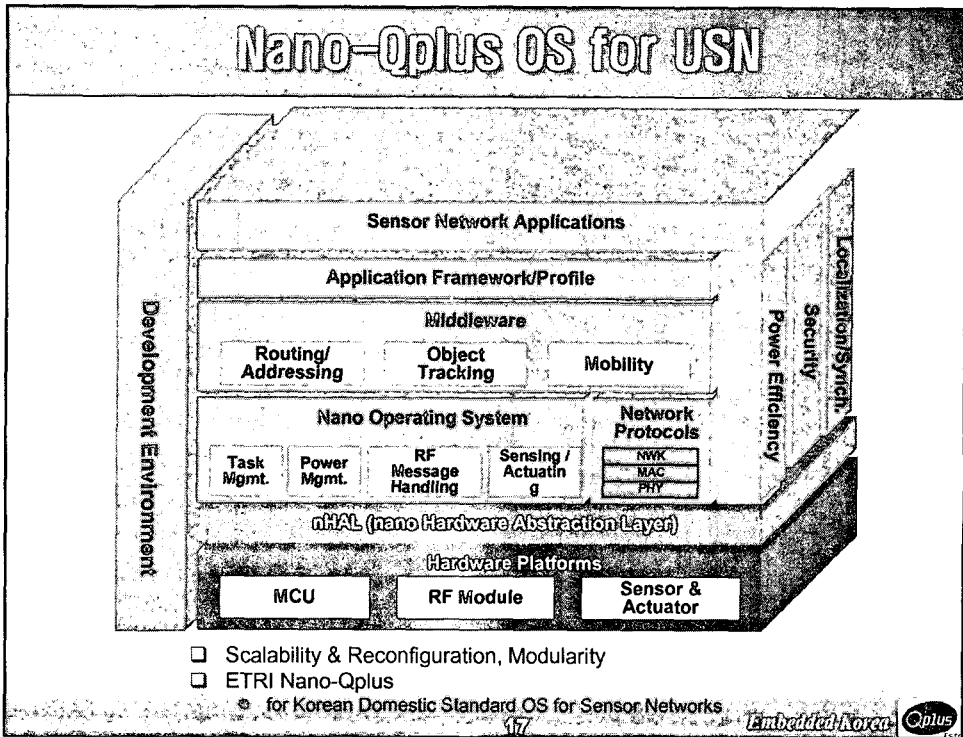 Nano-Qplus OS for USN
Development Environment
Sensor Network Applications
Application Framework/Profile
Middleware
Routing/
Addressing
Object
Tracking
Mobility
Nano Operating System
Task
Mgmt.
Power
Mgmt.
RF
Message
Handling
Sensing /
Actuatin
g
Network
Protocols
NWK
MAC
PHY
Power Efficiency
Security
Localization/Synch.
nHAL (nano Hardware Abstraction Layer)
Hardware Platforms
MCU
RF Module
Sensor &
Actuator
Scalability & Reconfiguration, Modularity
ETRI Nano-Qplus
for Korean Domestic Standard OS for Sensor Networks
17
Embedded Korea
Qplus